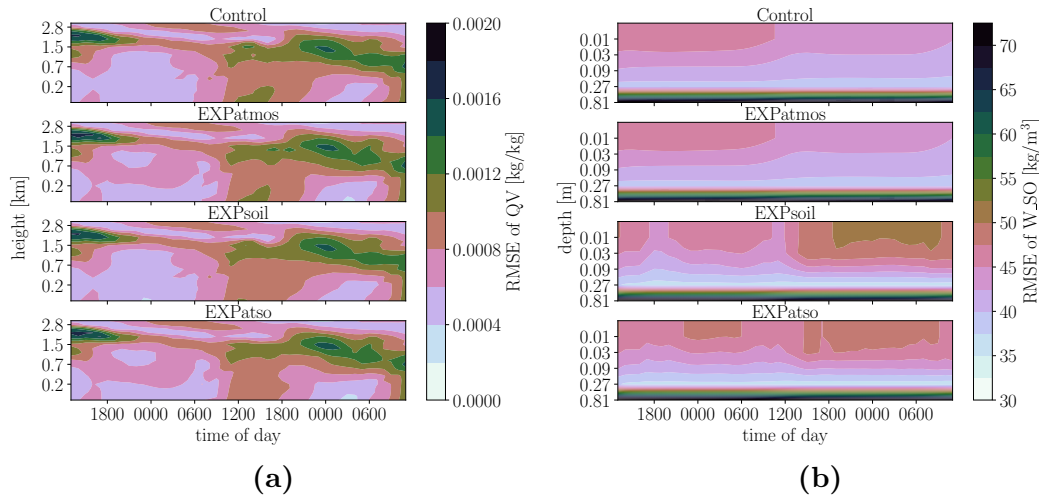 Control
2.8
1.5
0.7
0.2
EXPatmos
2.8
1.5
0.7
0.2
EXPsoil
2.8
1.5
0.7
0.2
EXPatso
2.8
1.5
0.7
0.2
1800 0000 0600 1200 1800 0000 0600
time of day
height [km]
0.0020
0.0016
0.0012
0.0008
0.0004
0.0000
RMSE of QV [kg/kg]
(a)
Control
0.01
0.03
0.09
0.27
0.81
EXPatmos
0.01
0.03
0.09
0.27
0.81
EXPsoil
0.01
0.03
0.09
0.27
0.81
EXPatso
0.01
0.03
0.09
0.27
0.81
1800 0000 0600 1200 1800 0000 0600
time of day
depth [m]
70
65
60
55
50
45
40
35
30
RMSE of W_SO [kg/m³]
(b)